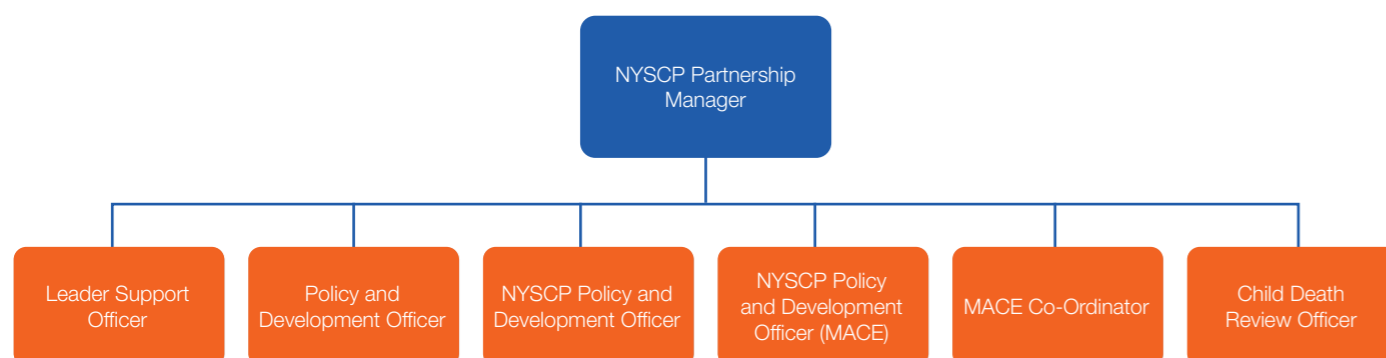 NYSCP Partnership
Manager
Leader Support
Officer
Policy and
Development Officer
NYSCP Policy and
Development Officer
NYSCP Policy
and Development
Officer (MACE)
MACE Co-Ordinator
Child Death
Review Officer